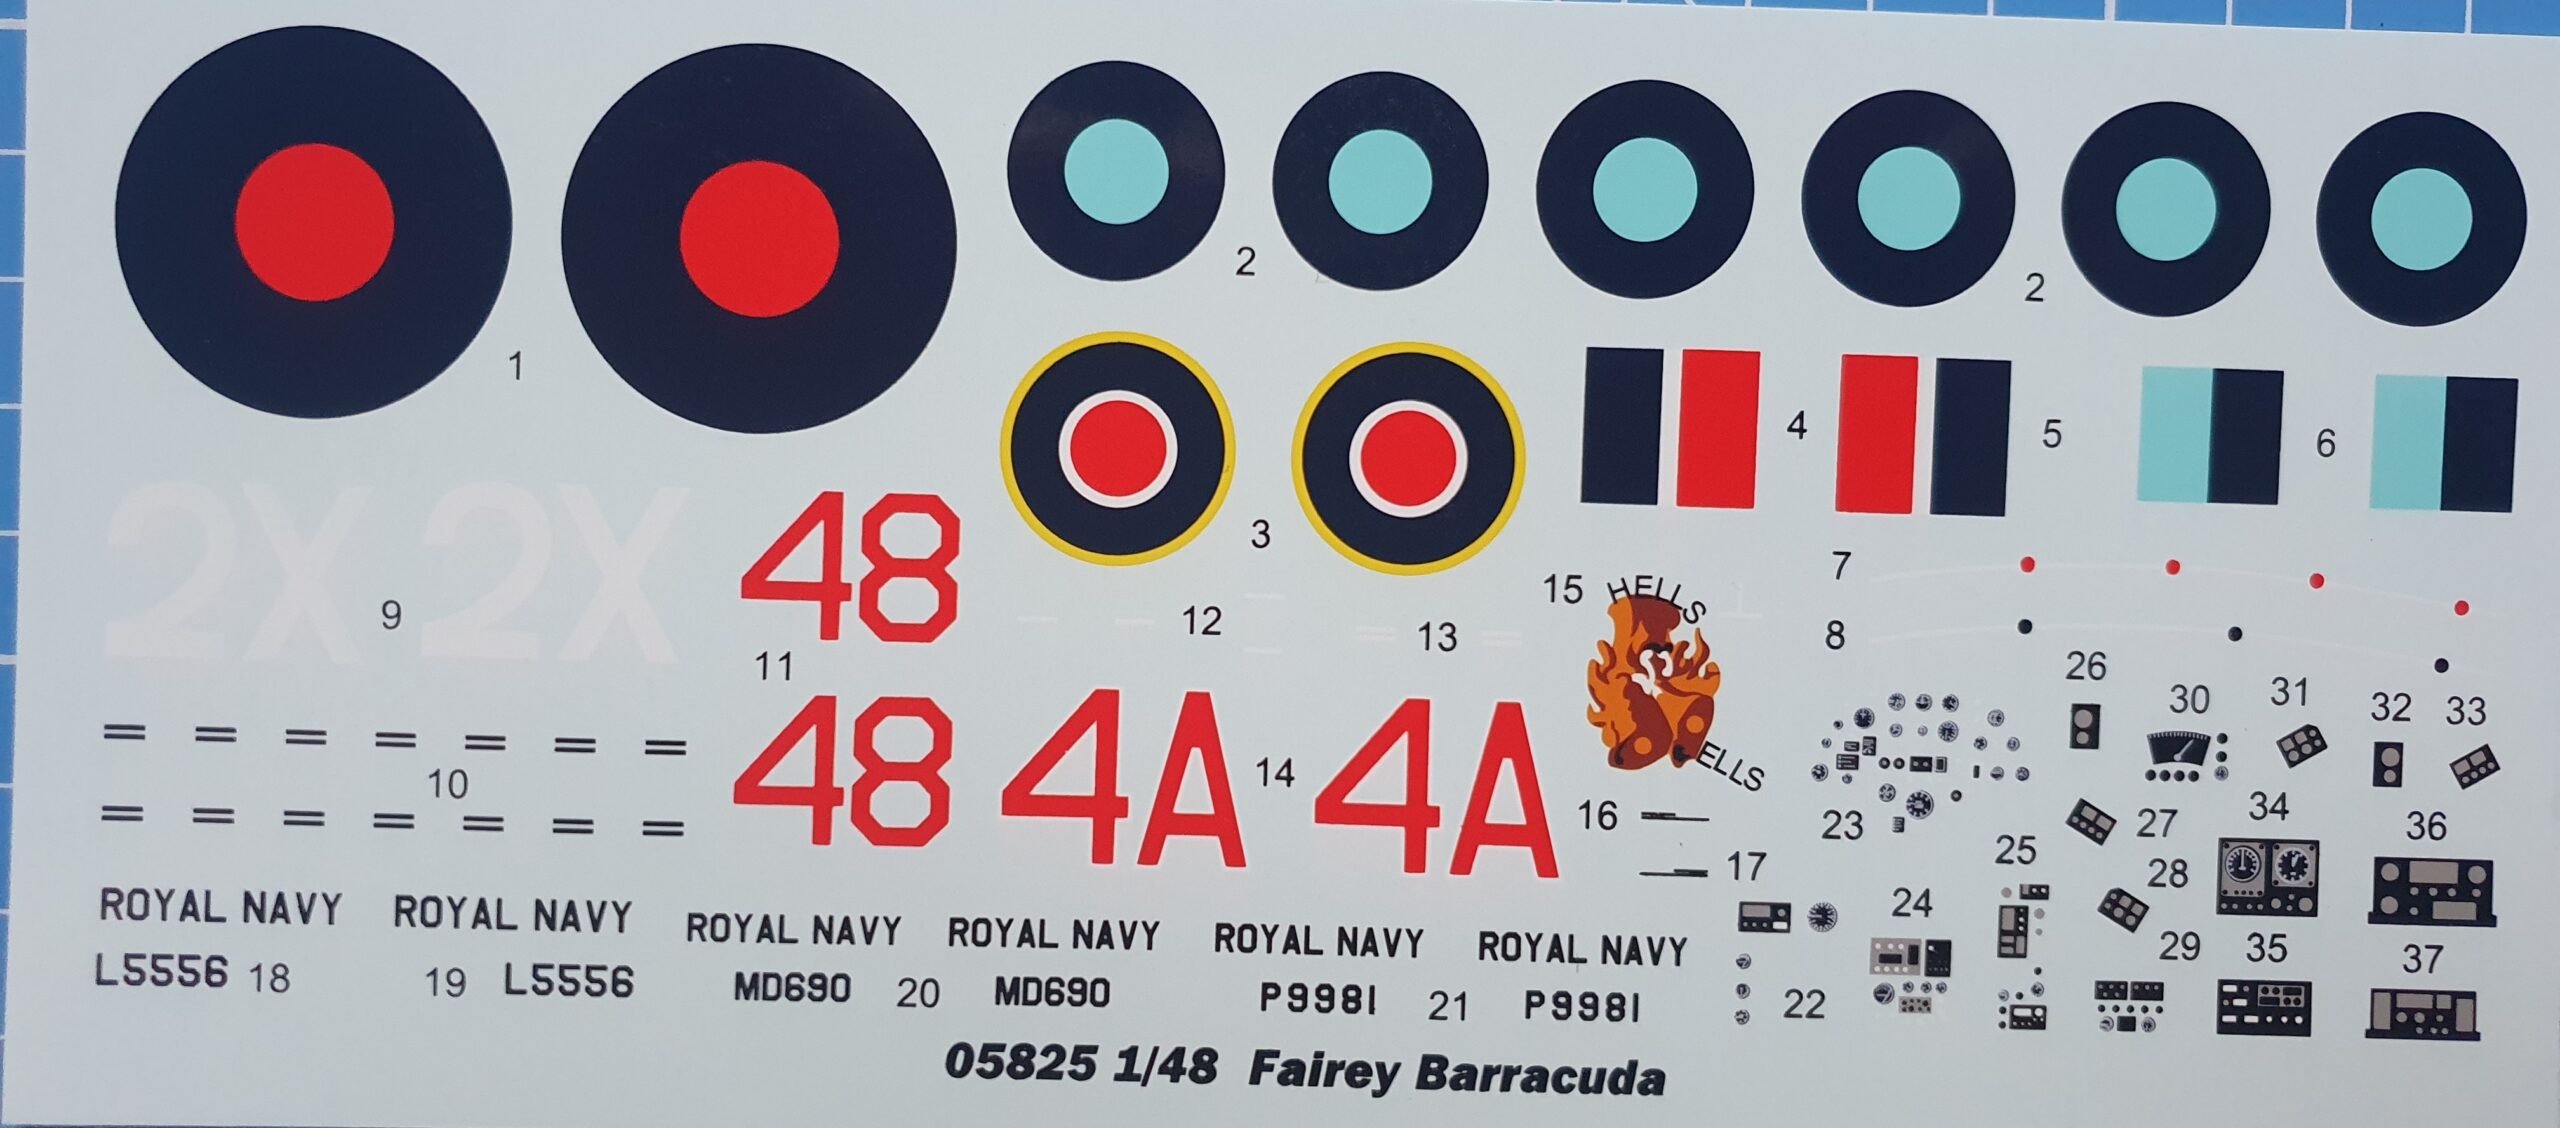 2
2
1
4
5
6
3
2X 2X
48
7
15 HELLS
9
12
13
8
11
26
30
31
32
33
48
4A
14
4A
ELLS
10
16
23
27
34
36
17
25
28
ROYAL NAVY
ROYAL NAVY
ROYAL NAVY
ROYAL NAVY
ROYAL NAVY
ROYAL NAVY
24
29
35
37
L5556 18
19 L5556
MD690 20 MD690
P9981 21 P9981
22
05825 1/48 Fairey Barracuda